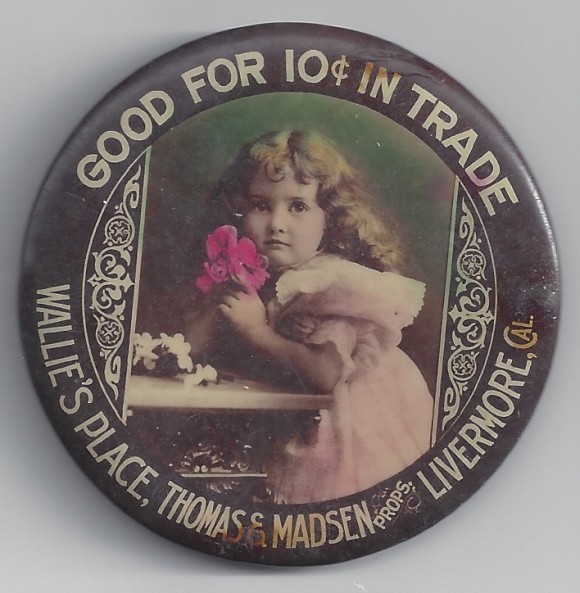 GOOD FOR 10¢ IN TRADE
WALLIE'S PLACE, THOMAS & MADSEN PROPS. LIVERMORE, CAL.